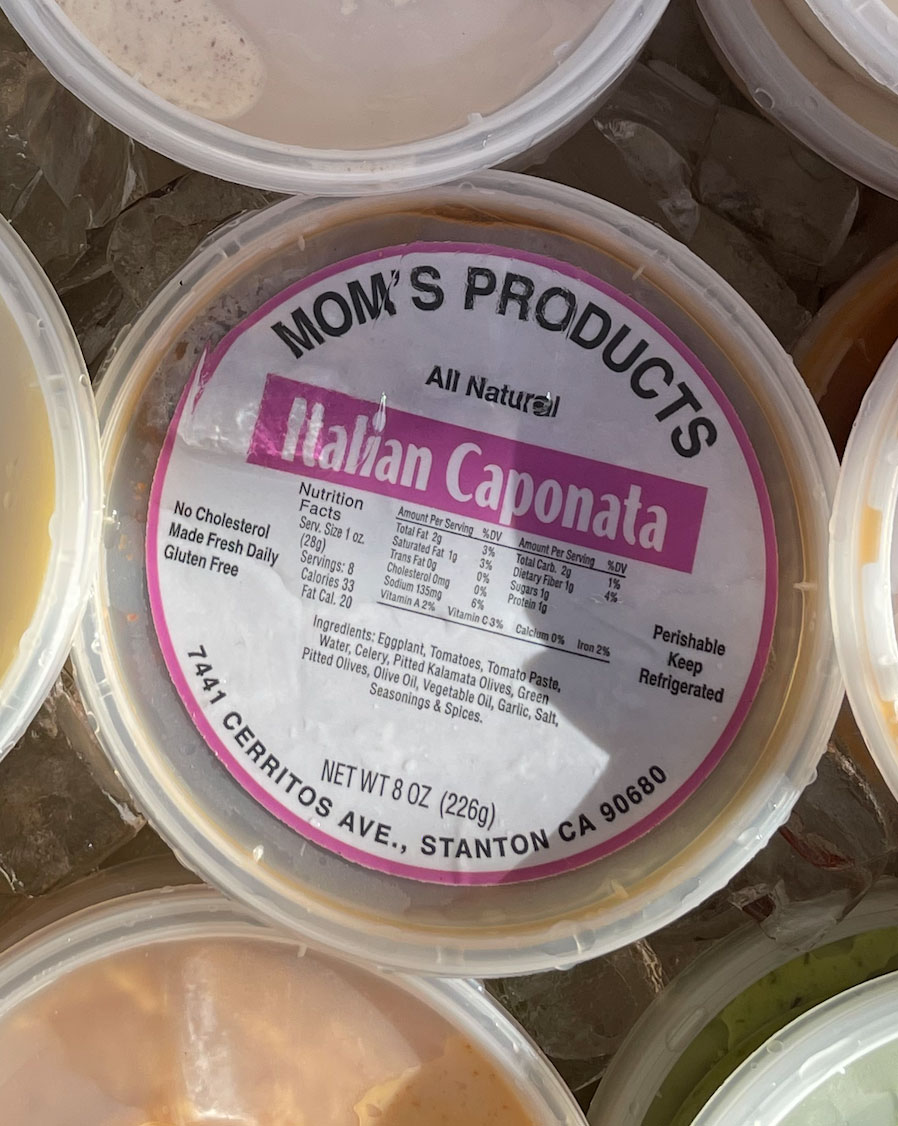 MOM'S PRODUCTS
All Natural
Italian Caponata
No Cholesterol
Made Fresh Daily
Gluten Free
Nutrition
Facts
Serv. Size 1 oz.
(28g)
Servings: 8
Calories 33
Fat Cal. 20
Amount Per Serving %DV
Total Fat 2g 3%
Saturated Fat 1g 3%
Trans Fat 0g 0%
Cholesterol 0mg 0%
Sodium 135mg 6%
Amount Per Serving %DV
Total Carb. 2g 1%
Dietary Fiber 1g 4%
Sugars 1g
Protein 1g
Vitamin A 2% Vitamin C 3% Calcium 0% Iron 2%
Ingredients: Eggplant, Tomatoes, Tomato Paste,
Water, Celery, Pitted Kalamata Olives, Green
Pitted Olives, Olive Oil, Vegetable Oil, Garlic, Salt,
Seasonings & Spices.
Perishable
Keep
Refrigerated
NET WT 8 OZ (226g)
7441 CERRITOS AVE., STANTON CA 90680